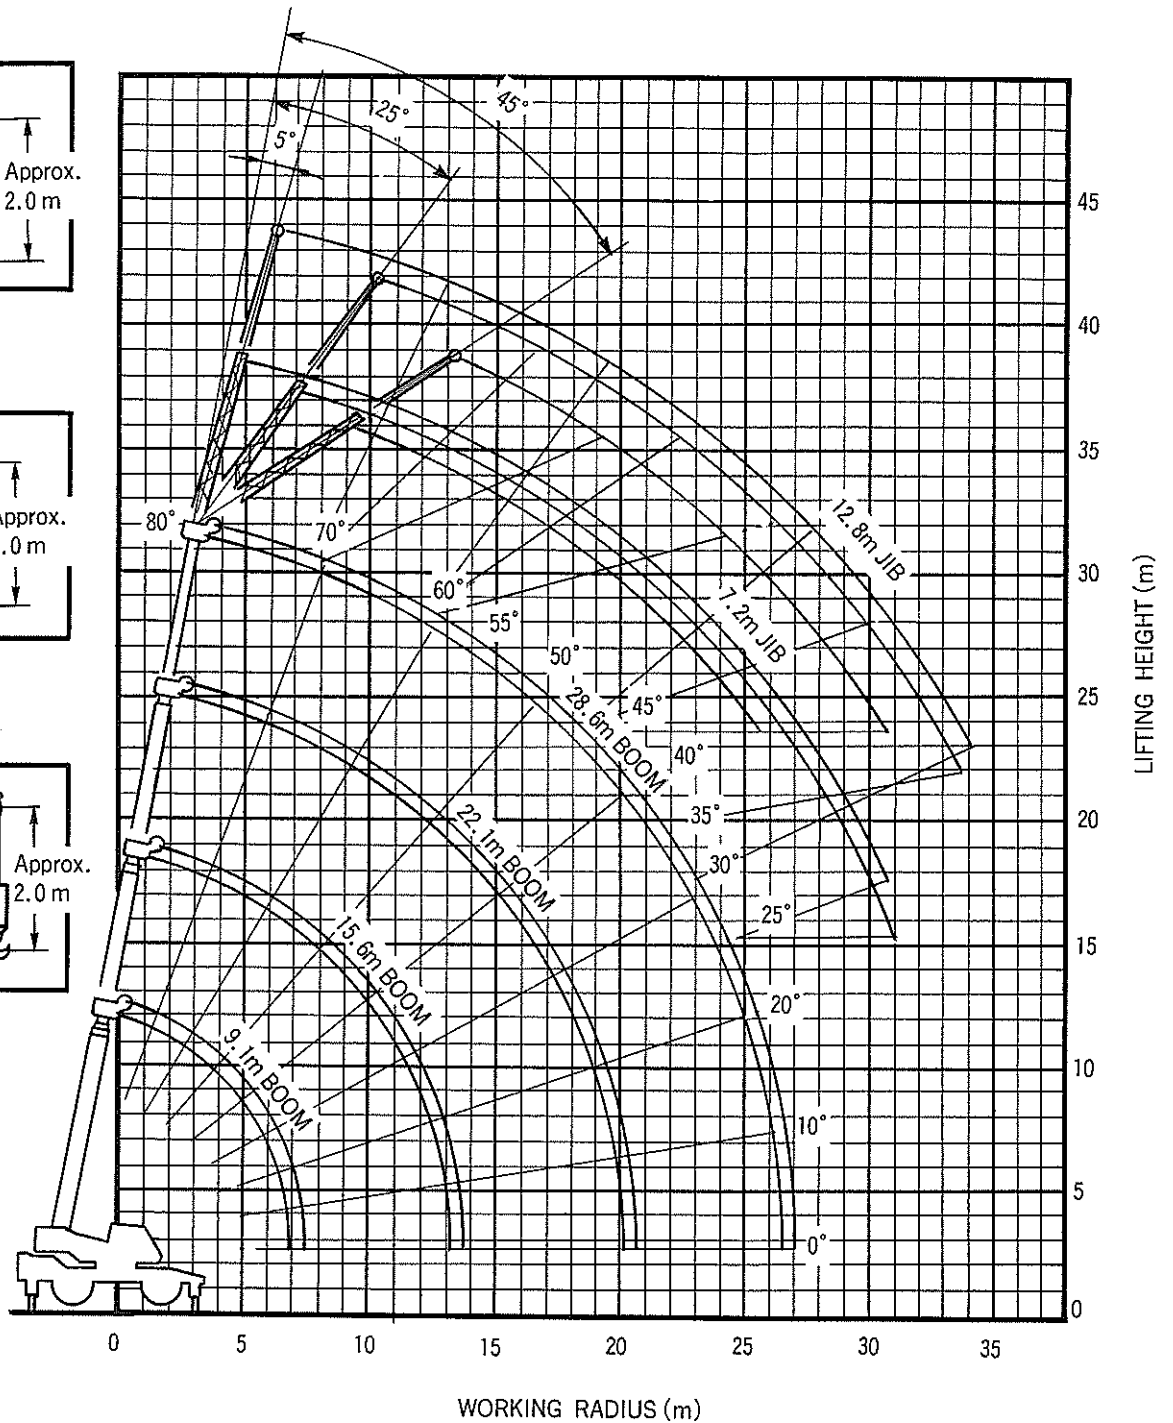 45°
25°
5°
Approx.
2.0 m
45
40
35
80°
70°
12.8m JIB
Approx.
.0 m
30
60°
7.2m JIB
55°
50°
28.6m BOOM
45°
25
40°
LIFTING HEIGHT (m)
35°
20
22.1m BOOM
30°
Approx.
2.0 m
25°
15
15.6m BOOM
20°
9.1m BOOM
10
10°
5
0°
0
0 5 10 15 20 25 30 35
WORKING RADIUS (m)